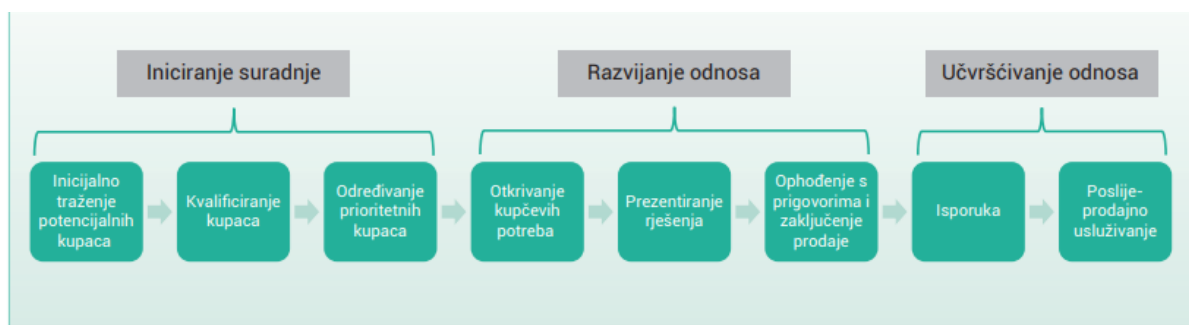 Iniciranje suradnje
Razvijanje odnosa
Učvršćivanje odnosa
Inicijalno
traženje
potencijalnih
kupaca
Kvalificiranje
kupaca
Određivanje
prioritetnih
kupaca
Otkrivanje
kupčevih
potreba
Prezentiranje
rješenja
Ophođenje s
prigovorima i
zaključenje
prodaje
Isporuka
Poslije-
prodajno
usluživanje